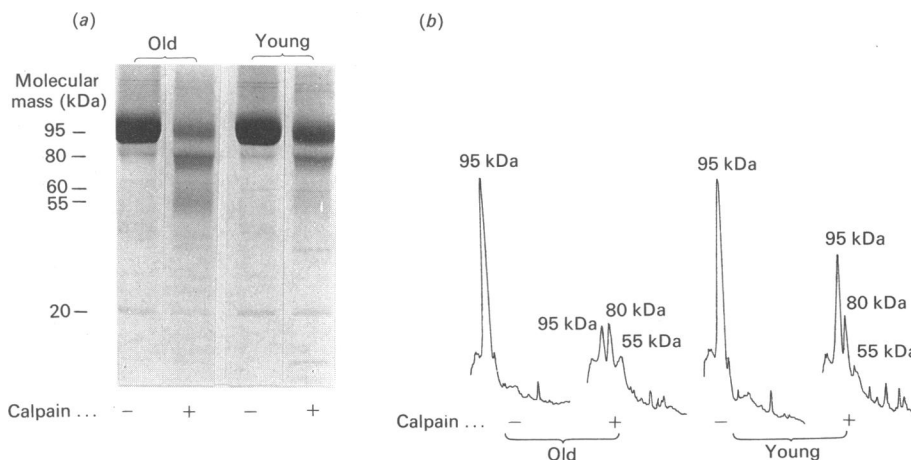 (a)
Old Young
Molecular
mass (kDa)
95 –
80 –
60 –
55 –
20 –
Calpain ... – + – +
(b)
95 kDa
95 kDa
80 kDa
55 kDa
95 kDa
95 kDa
80 kDa
55 kDa
Calpain ... – + – +
Old Young